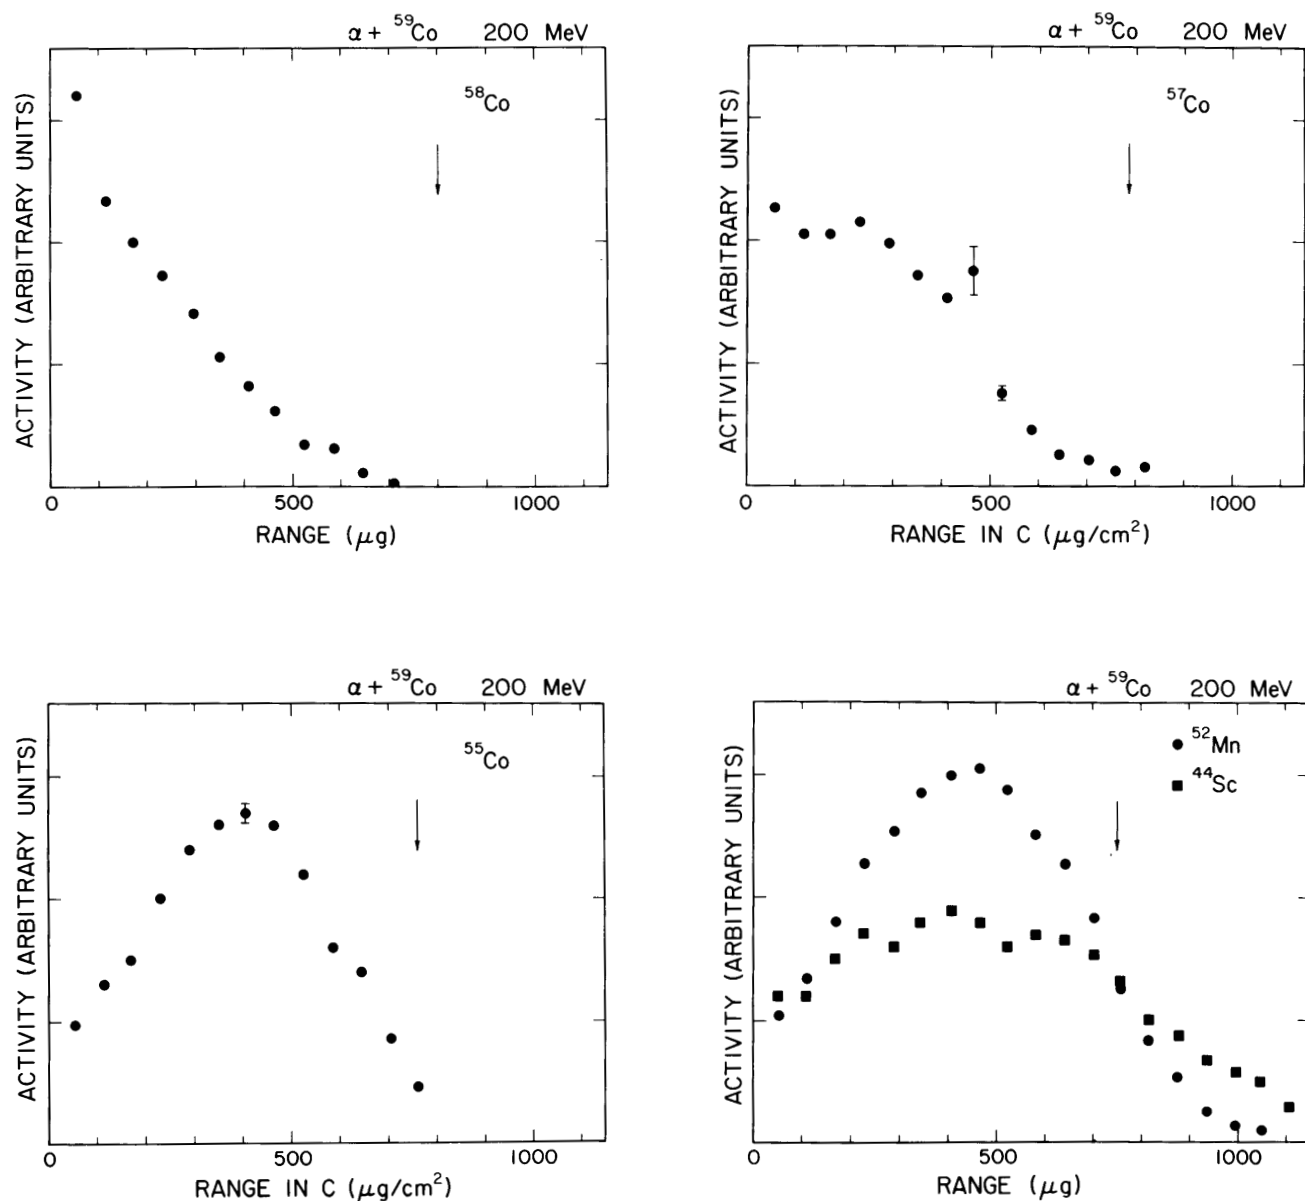 α + ⁵⁹Co 200 MeV
⁵⁸Co
ACTIVITY (ARBITRARY UNITS)
0 500 1000
RANGE (μg)
α + ⁵⁹Co 200 MeV
⁵⁷Co
ACTIVITY (ARBITRARY UNITS)
0 500 1000
RANGE IN C (μg/cm²)
α + ⁵⁹Co 200 MeV
⁵⁵Co
ACTIVITY (ARBITRARY UNITS)
0 500 1000
RANGE IN C (μg/cm²)
α + ⁵⁹Co 200 MeV
⁵²Mn
⁴⁴Sc
ACTIVITY (ARBITRARY UNITS)
0 500 1000
RANGE (μg)